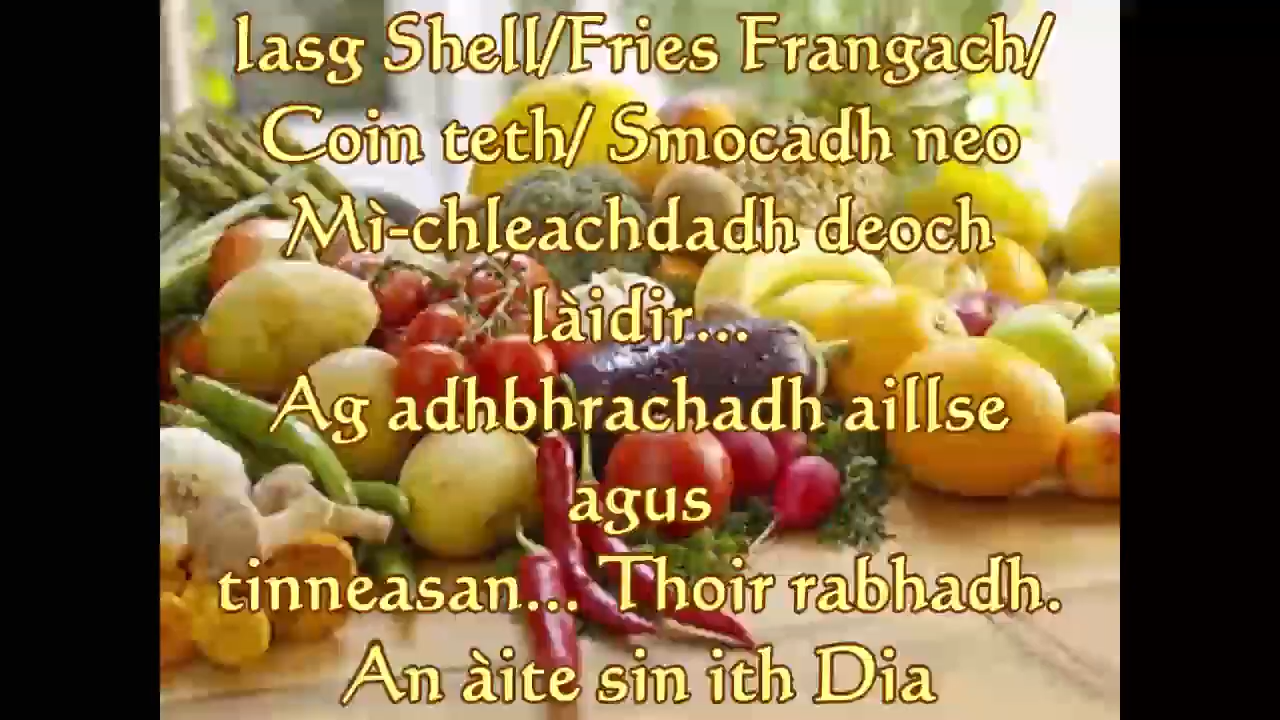 Iasg Shell/Fries Frangach/
Coin teth/ Smocadh neo
Mì-chleachdadh deoch
làidir...
Ag adhbhrachadh aillse
agus
tinneasan... Thoir rabhadh.
An àite sin ith Dia